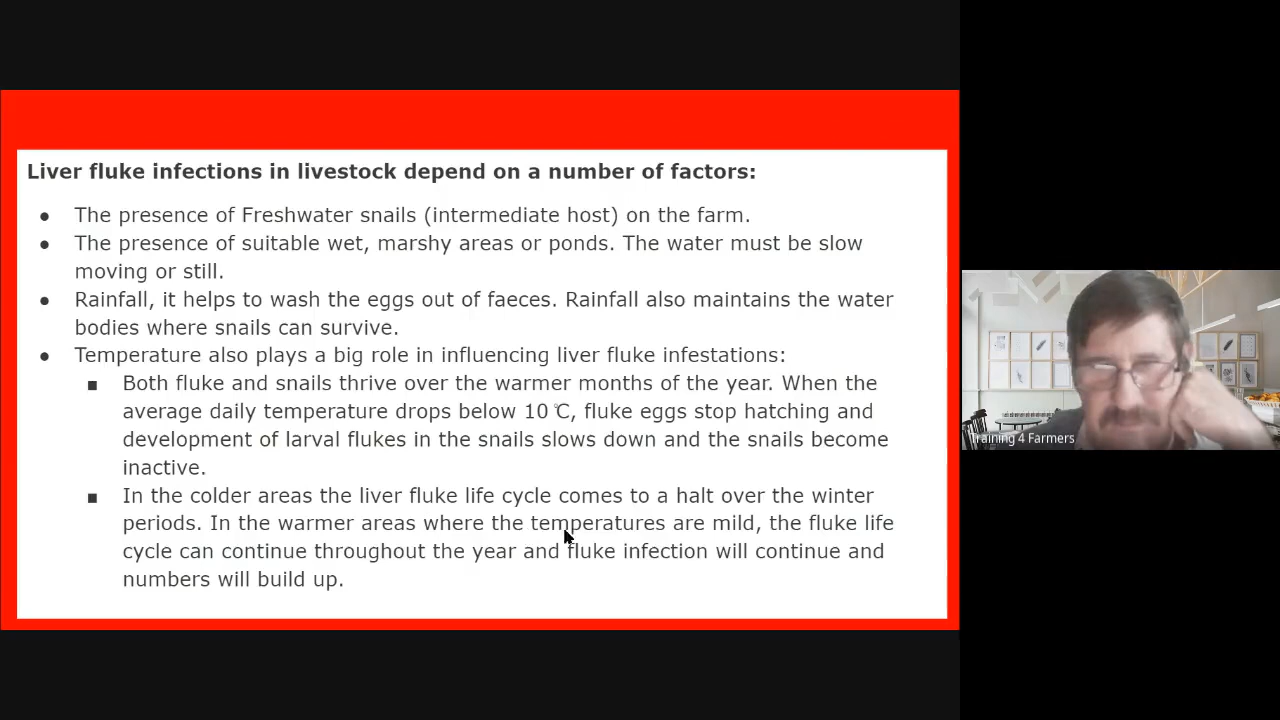 Liver fluke infections in livestock depend on a number of factors:
● The presence of Freshwater snails (intermediate host) on the farm.
● The presence of suitable wet, marshy areas or ponds. The water must be slow
moving or still.
● Rainfall, it helps to wash the eggs out of faeces. Rainfall also maintains the water
bodies where snails can survive.
● Temperature also plays a big role in influencing liver fluke infestations:
■ Both fluke and snails thrive over the warmer months of the year. When the
average daily temperature drops below 10 ℃, fluke eggs stop hatching and
development of larval flukes in the snails slows down and the snails become
inactive.
■ In the colder areas the liver fluke life cycle comes to a halt over the winter
periods. In the warmer areas where the temperatures are mild, the fluke life
cycle can continue throughout the year and fluke infection will continue and
numbers will build up.
Training 4 Farmers